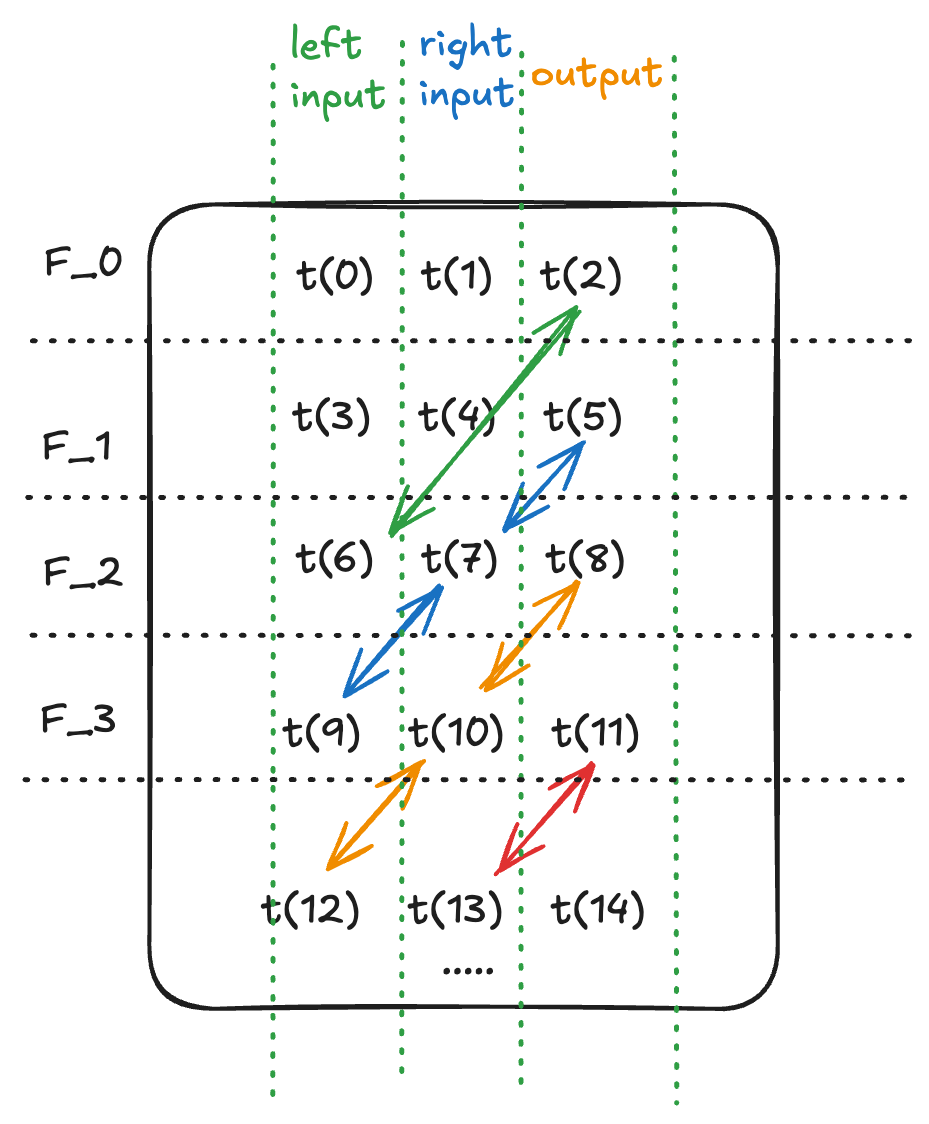 left
input
right
input
output
F_0
t(0) t(1) t(2)
F_1
t(3) t(4) t(5)
F_2
t(6) t(7) t(8)
F_3
t(9) t(10) t(11)
t(12) t(13) t(14)
.....